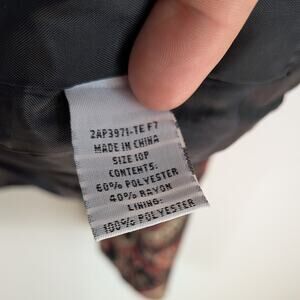 2AP3971-TE F7
MADE IN CHINA
SIZE 10P
CONTENTS:
60% POLYESTER
40% RAYON
LINING:
100% POLYESTER